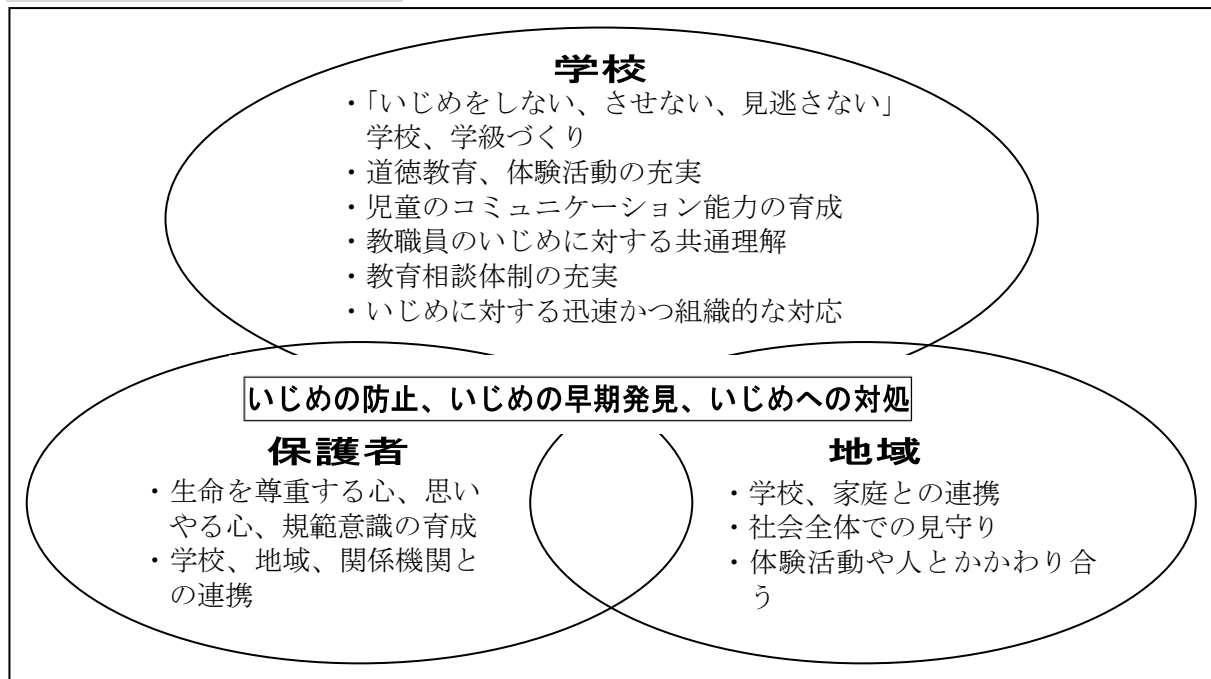 学校
・「いじめをしない、させない、見逃さない」
学校、学級づくり
・道徳教育、体験活動の充実
・児童のコミュニケーション能力の育成
・教職員のいじめに対する共通理解
・教育相談体制の充実
・いじめに対する迅速かつ組織的な対応
いじめの防止、いじめの早期発見、いじめへの対処
保護者
・生命を尊重する心、思い
やる心、規範意識の育成
・学校、地域、関係機関と
の連携
地域
・学校、家庭との連携
・社会全体での見守り
・体験活動や人とかかわり合
う